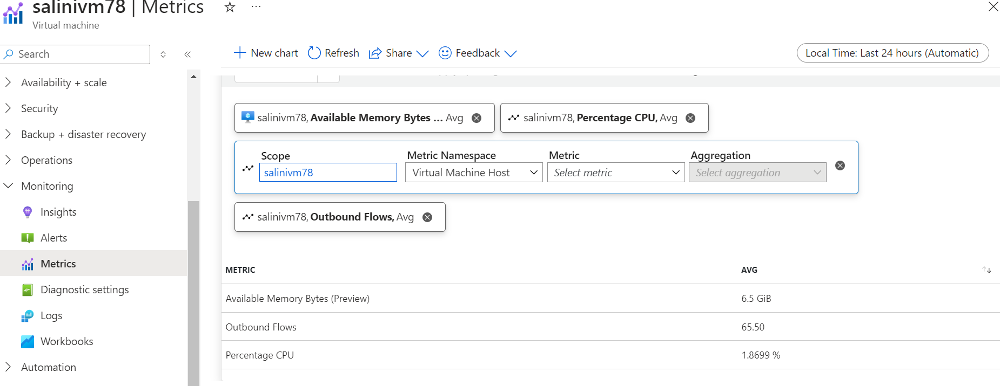 salinivm78 | Metrics
Virtual machine
Search
Availability + scale
Security
Backup + disaster recovery
Operations
Monitoring
Insights
Alerts
Metrics
Diagnostic settings
Logs
Workbooks
Automation
New chart Refresh Share Feedback
Local Time: Last 24 hours (Automatic)
salinivm78, Available Memory Bytes ... Avg
salinivm78, Percentage CPU, Avg
Scope Metric Namespace Metric Aggregation
salinivm78 Virtual Machine Host Select metric Select aggregation
salinivm78, Outbound Flows, Avg
METRIC AVG
Available Memory Bytes (Preview) 6.5 GiB
Outbound Flows 65.50
Percentage CPU 1.8699 %